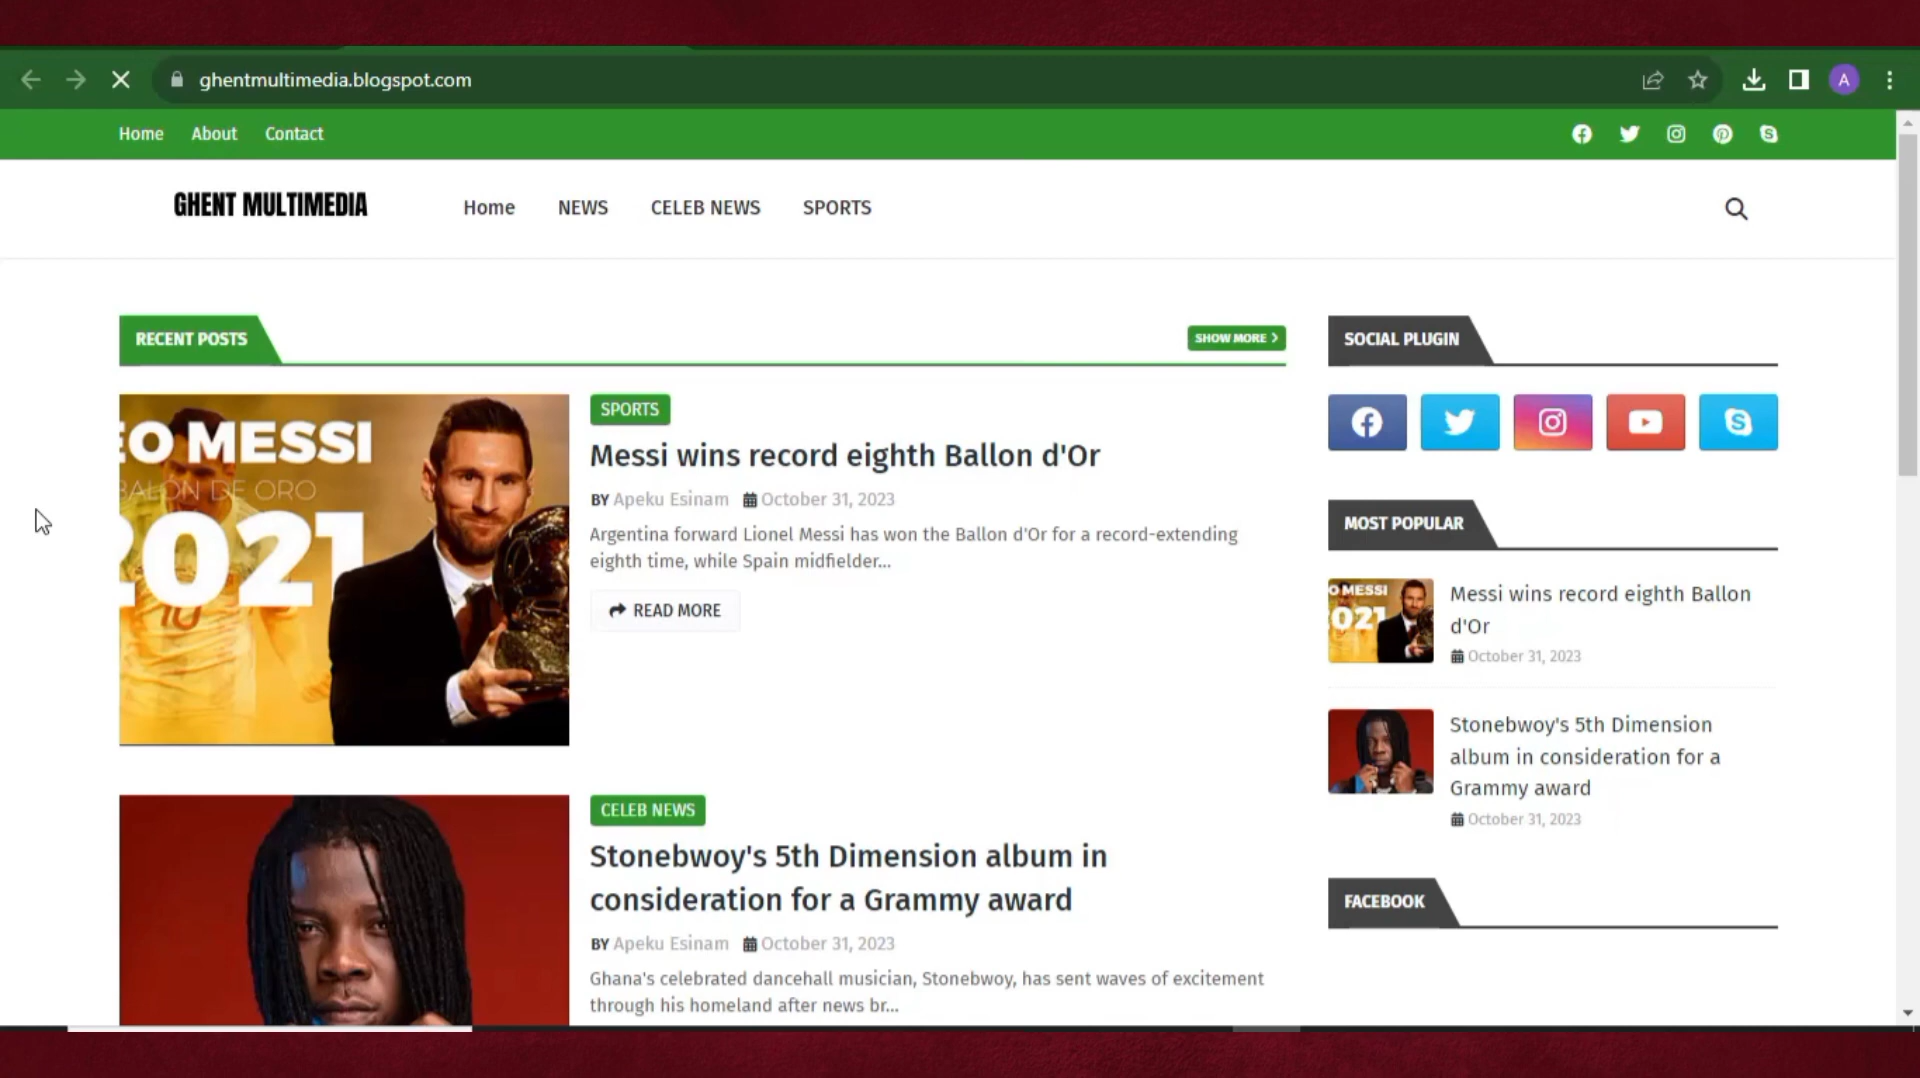 ghentmultimedia.blogspot.com
A
Home About Contact
GHENT MULTIMEDIA
Home NEWS CELEB NEWS SPORTS
RECENT POSTS
SHOW MORE
EO MESSI
BALÓN DE ORO
2021
10
SPORTS
Messi wins record eighth Ballon d'Or
BY Apeku Esinam October 31, 2023
Argentina forward Lionel Messi has won the Ballon d'Or for a record-extending
eighth time, while Spain midfielder...
READ MORE
CELEB NEWS
Stonebwoy's 5th Dimension album in
consideration for a Grammy award
BY Apeku Esinam October 31, 2023
Ghana's celebrated dancehall musician, Stonebwoy, has sent waves of excitement
through his homeland after news br...
SOCIAL PLUGIN
MOST POPULAR
O MESSI
021
Messi wins record eighth Ballon
d'Or
October 31, 2023
Stonebwoy's 5th Dimension
album in consideration for a
Grammy award
October 31, 2023
FACEBOOK